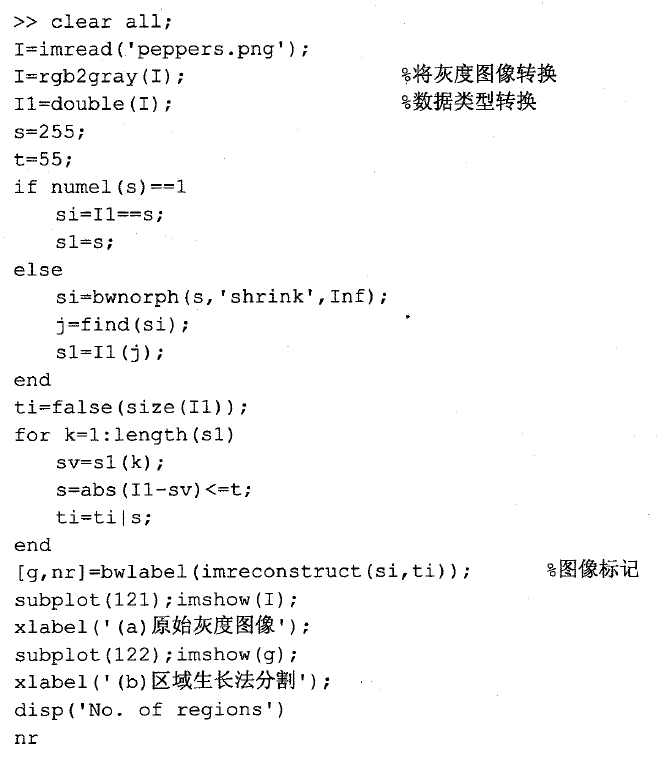 >> clear all;
I=imread('peppers.png');
I=rgb2gray(I); %将灰度图像转换
I1=double(I); %数据类型转换
s=255;
t=55;
if numel(s)==1
si=I1==s;
s1=s;
else
si=bwnorph(s,'shrink',Inf);
j=find(si);
s1=I1(j);
end
ti=false(size(I1));
for k=1:length(s1)
sv=s1(k);
s=abs(I1-sv)<=t;
ti=ti|s;
end
[g,nr]=bwlabel(imreconstruct(si,ti)); %图像标记
subplot(121);imshow(I);
xlabel('(a)原始灰度图像');
subplot(122);imshow(g);
xlabel('(b)区域生长法分割');
disp('No. of regions')
nr